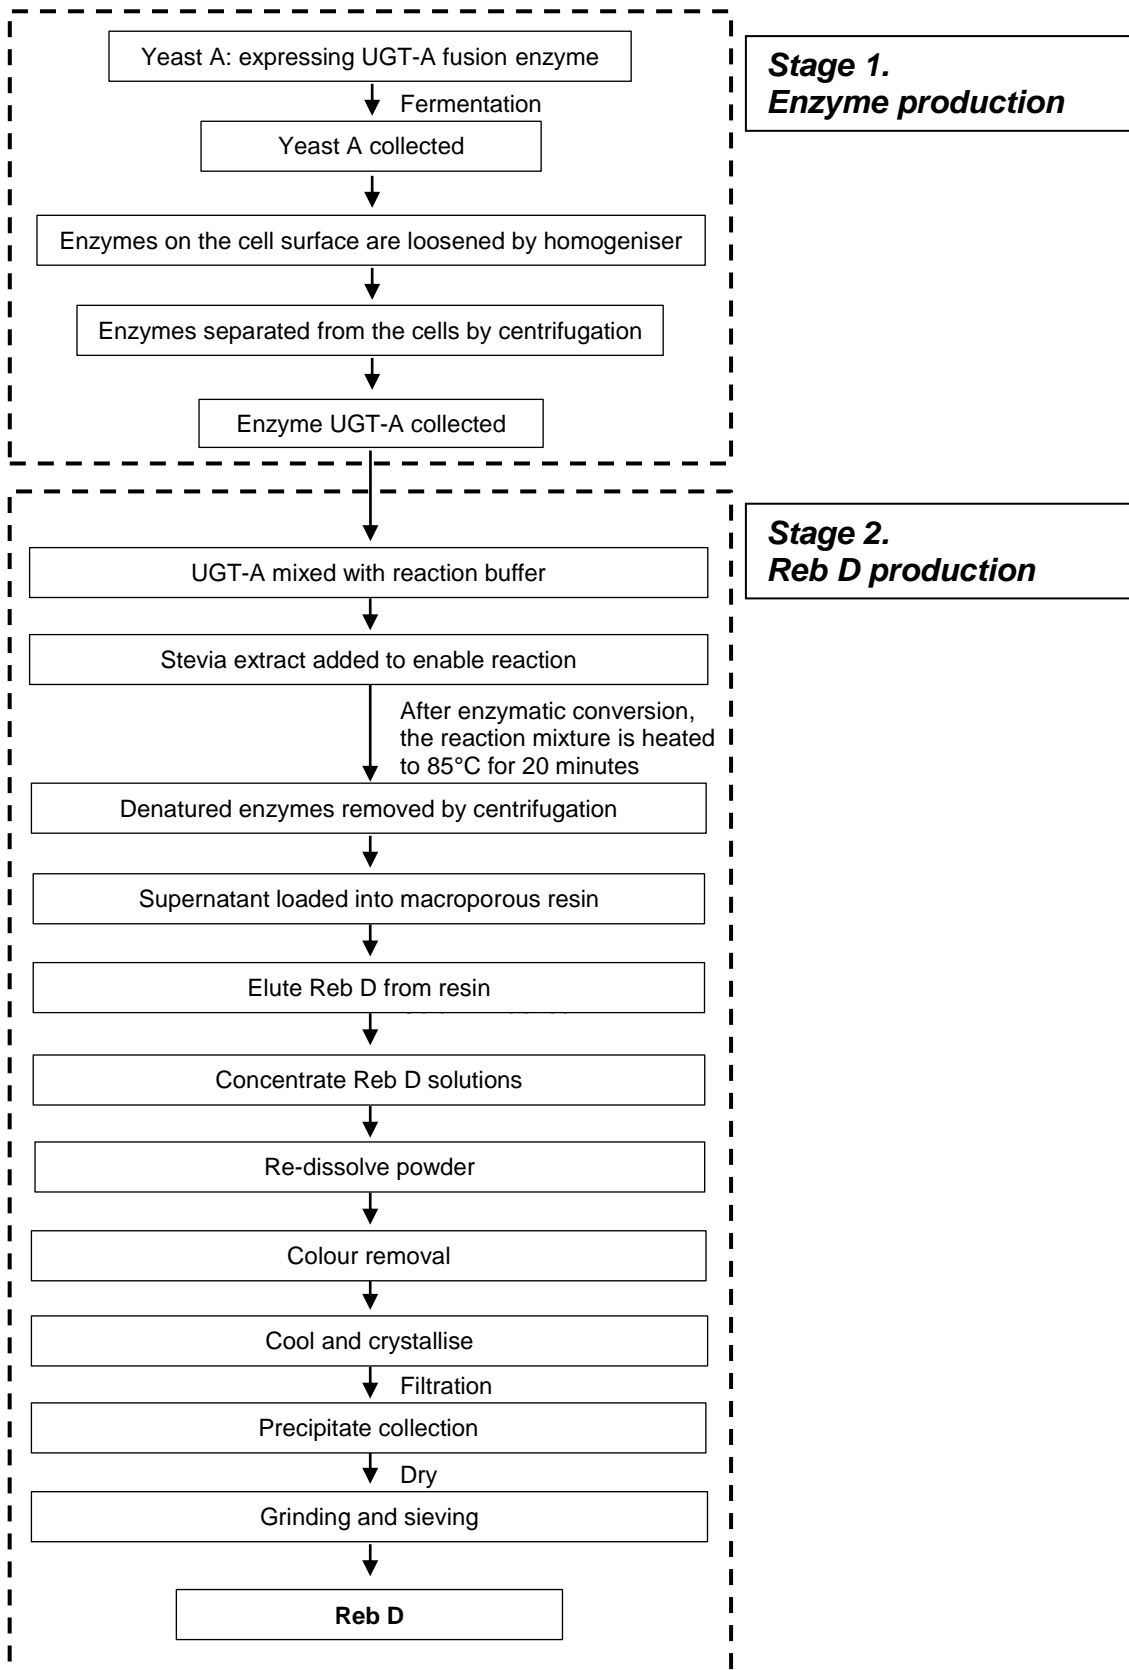 Yeast A: expressing UGT-A fusion enzyme
Stage 1.
Enzyme production
Fermentation
Yeast A collected
Enzymes on the cell surface are loosened by homogeniser
Enzymes separated from the cells by centrifugation
Enzyme UGT-A collected
Stage 2.
Reb D production
UGT-A mixed with reaction buffer
Stevia extract added to enable reaction
After enzymatic conversion,
the reaction mixture is heated
to 85°C for 20 minutes
Denatured enzymes removed by centrifugation
Supernatant loaded into macroporous resin
Elute Reb D from resin
Concentrate Reb D solutions
Re-dissolve powder
Colour removal
Cool and crystallise
Filtration
Precipitate collection
Dry
Grinding and sieving
Reb D